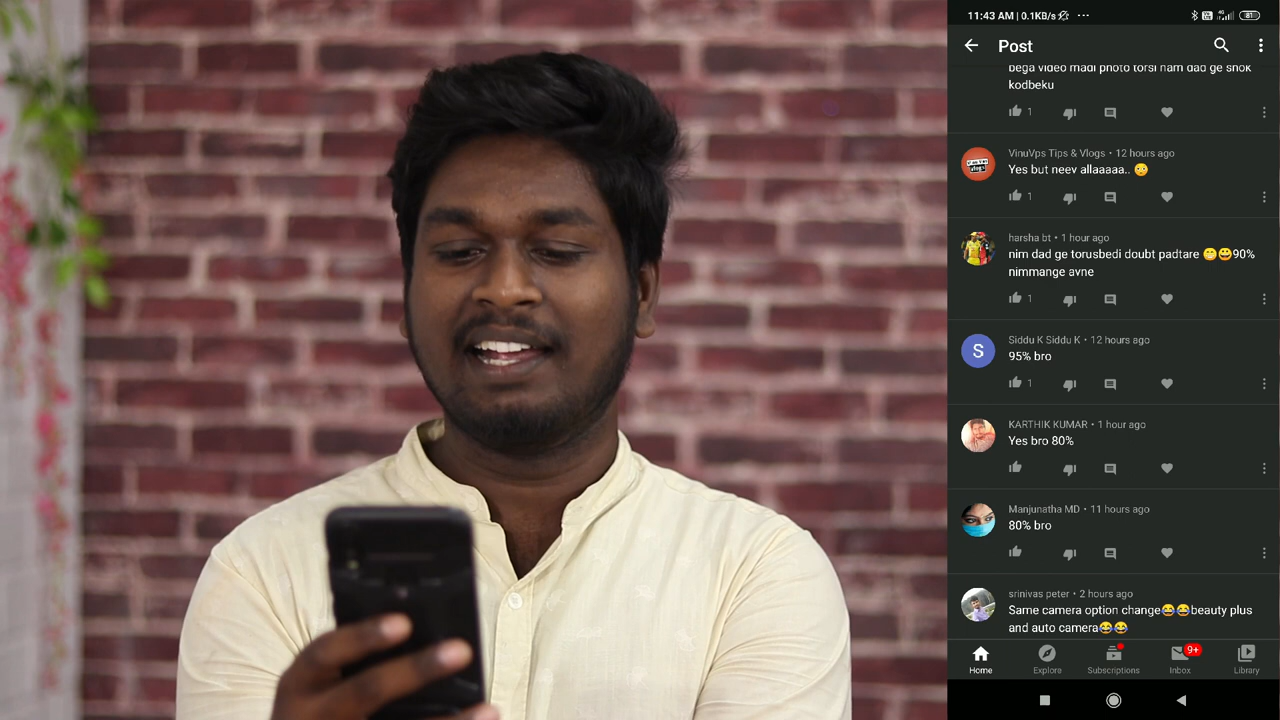 11:43 AM | 0.1KB/s ...
4G
81
Post
bega video madi photo torsi nam dad ge shok
kodbeku
1
VinuVps Tips & Vlogs • 12 hours ago
Yes but neev allaaaaa.. 😳
1
harsha bt • 1 hour ago
nim dad ge torusbedi doubt padtare 😁😄90%
nimmange avne
1
S
Siddu K Siddu K • 12 hours ago
95% bro
1
KARTHIK KUMAR • 1 hour ago
Yes bro 80%
Manjunatha MD • 11 hours ago
80% bro
srinivas peter • 2 hours ago
Same camera option change😂😂beauty plus
and auto camera😂😂
9+
Home Explore Subscriptions Inbox Library